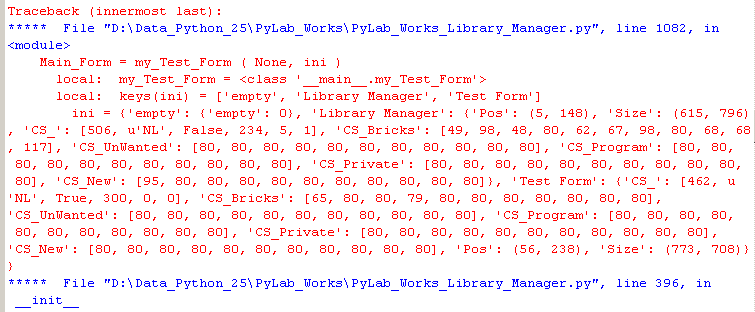 Traceback (innermost last):
*****  File "D:\Data_Python_25\PyLab_Works\PyLab_Works_Library_Manager.py", line 1082, in
<module>
    Main_Form = my_Test_Form ( None, ini )
      local:  my_Test_Form = <class '__main__.my_Test_Form'>
      local:  keys(ini) = ['empty', 'Library Manager', 'Test Form']
        ini = {'empty': {'empty': 0}, 'Library Manager': {'Pos': (5, 148), 'Size': (615, 796)
, 'CS_': [506, u'NL', False, 234, 5, 1], 'CS_Bricks': [49, 98, 48, 80, 62, 67, 98, 80, 68, 68
, 117], 'CS_UnWanted': [80, 80, 80, 80, 80, 80, 80, 80, 80, 80, 80], 'CS_Program': [80, 80,
 80, 80, 80, 80, 80, 80, 80, 80, 80], 'CS_Private': [80, 80, 80, 80, 80, 80, 80, 80, 80, 80,
80], 'CS_New': [95, 80, 80, 80, 80, 80, 80, 80, 80, 80, 80]}, 'Test Form': {'CS_': [462, u
'NL', True, 300, 0, 0], 'CS_Bricks': [65, 80, 80, 79, 80, 80, 80, 80, 80, 80, 80],
'CS_UnWanted': [80, 80, 80, 80, 80, 80, 80, 80, 80, 80, 80], 'CS_Program': [80, 80, 80, 80,
 80, 80, 80, 80, 80, 80, 80], 'CS_Private': [80, 80, 80, 80, 80, 80, 80, 80, 80, 80, 80],
'CS_New': [80, 80, 80, 80, 80, 80, 80, 80, 80, 80, 80], 'Pos': (56, 238), 'Size': (773, 708)}
}
*****  File "D:\Data_Python_25\PyLab_Works\PyLab_Works_Library_Manager.py", line 396, in
 __init__